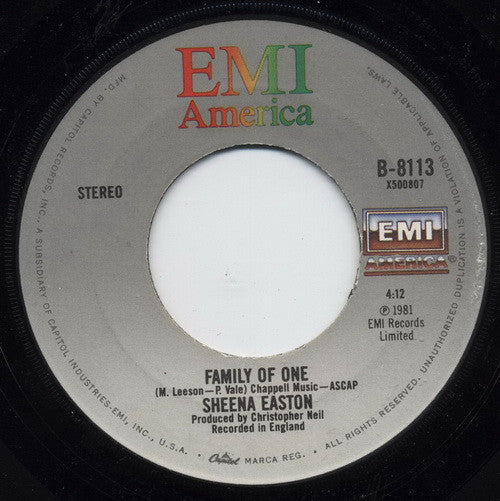 EMI
America
STEREO
B-8113
X500807
EMI
AMERICA
4:12
℗ 1981
EMI Records
Limited.
FAMILY OF ONE
(M. Leeson—P. Vale) Chappell Music—ASCAP
SHEENA EASTON
Produced by Christopher Neil
Recorded in England
MFD. BY CAPITOL RECORDS, INC., A SUBSIDIARY OF CAPITOL INDUSTRIES-EMI, INC., U.S.A. • Capitol MARCA REG. • ALL RIGHTS RESERVED. UNAUTHORIZED DUPLICATION IS A VIOLATION OF APPLICABLE LAWS.